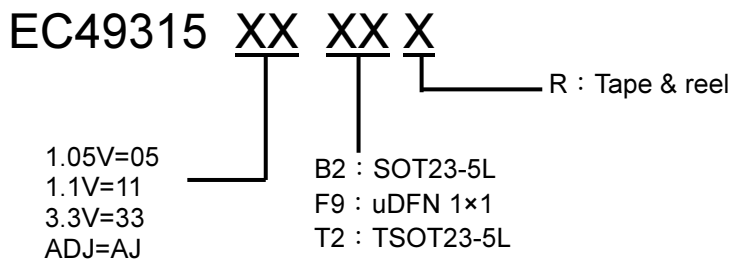 EC49315 XX XX X
R：Tape & reel
1.05V=05
1.1V=11
3.3V=33
ADJ=AJ
B2：SOT23-5L
F9：uDFN 1×1
T2：TSOT23-5L